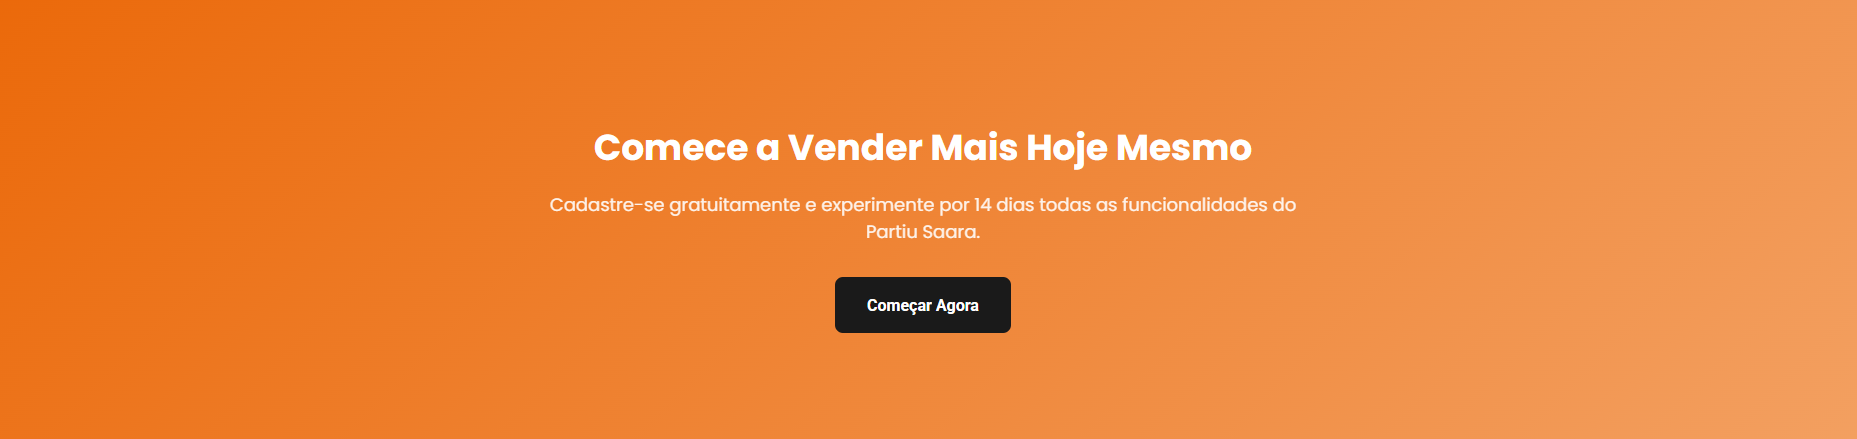 Comece a Vender Mais Hoje Mesmo
Cadastre-se gratuitamente e experimente por 14 dias todas as funcionalidades do
Partiu Saara.
Começar Agora